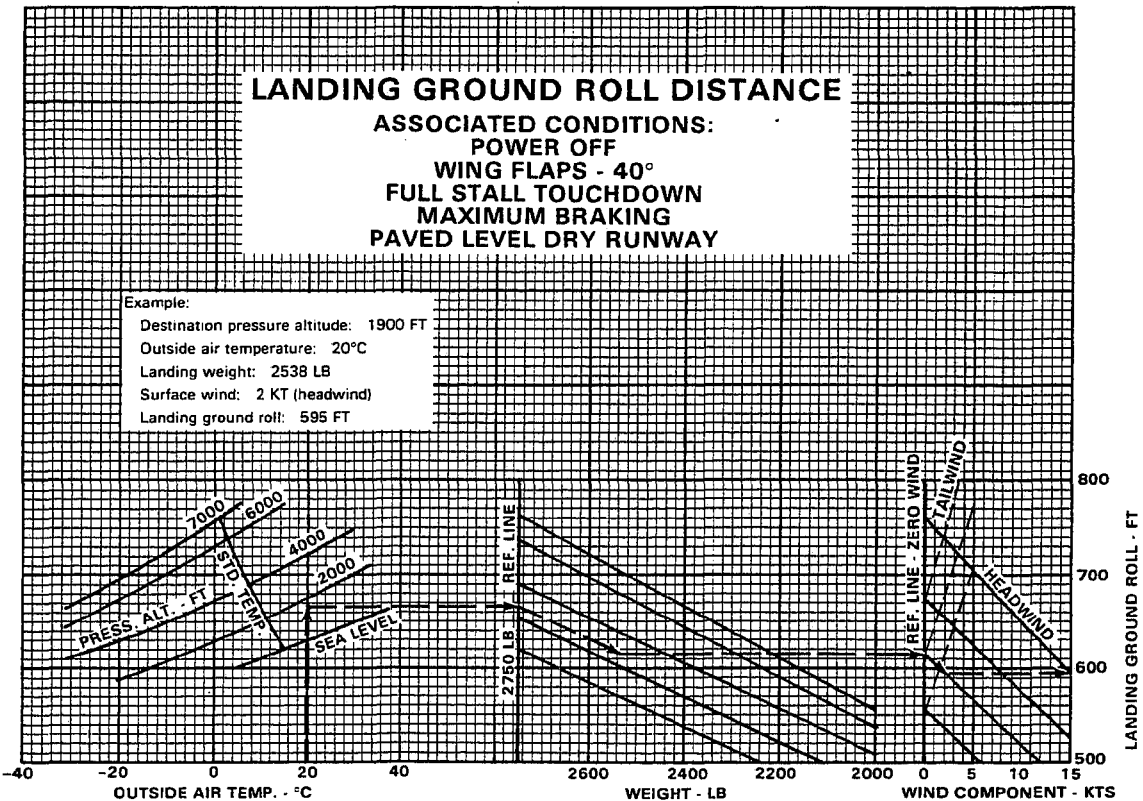 LANDING GROUND ROLL DISTANCE
ASSOCIATED CONDITIONS:
POWER OFF
WING FLAPS - 40°
FULL STALL TOUCHDOWN
MAXIMUM BRAKING
PAVED LEVEL DRY RUNWAY
Example:
Destination pressure altitude: 1900 FT
Outside air temperature: 20°C
Landing weight: 2538 LB
Surface wind: 2 KT (headwind)
Landing ground roll: 595 FT
7000
6000
4000
2000
SEA LEVEL
PRESS. ALT. - FT
STD. TEMP.
2750 LB REF. LINE
REF. LINE - ZERO WIND
TAILWIND
HEADWIND
800
700
600
500
LANDING GROUND ROLL - FT
-40 -20 0 20 40
OUTSIDE AIR TEMP. - °C
2600 2400 2200 2000
WEIGHT - LB
0 5 10 15
WIND COMPONENT - KTS